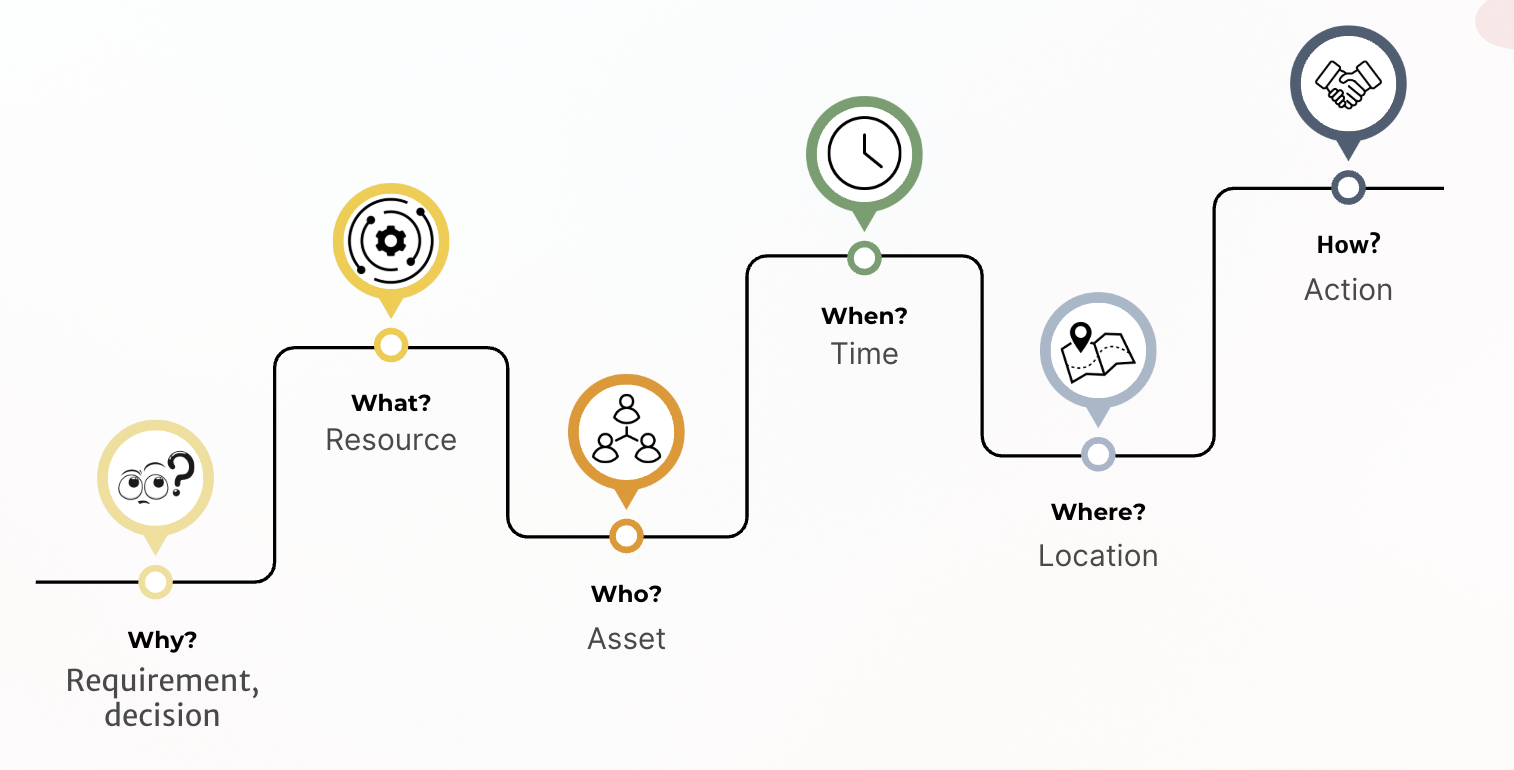 Why?
Requirement,
decision
What?
Resource
Who?
Asset
When?
Time
Where?
Location
How?
Action